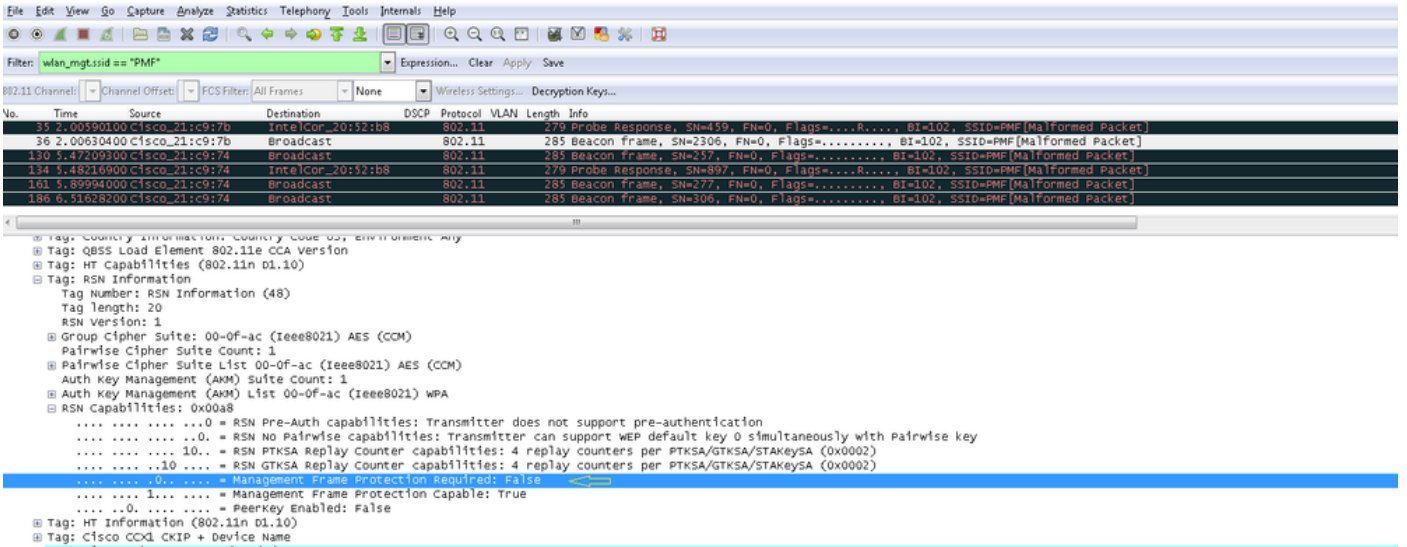 File Edit View Go Capture Analyze Statistics Telephony Tools Internals Help
Filter: wlan_mgt.ssid == "PMF" Expression... Clear Apply Save
802.11 Channel: Channel Offset: FCS Filter: All Frames None Wireless Settings... Decryption Keys...
No. Time Source Destination DSCP Protocol VLAN Length Info
35 2.00590100 Cisco_21:c9:7b IntelCor_20:52:b8 802.11 279 Probe Response, SN=459, FN=0, Flags=....R...., BI=102, SSID=PMF[Malformed Packet]
36 2.00630400 Cisco_21:c9:7b Broadcast 802.11 285 Beacon frame, SN=2306, FN=0, Flags=........, BI=102, SSID=PMF[Malformed Packet]
130 5.47209300 Cisco_21:c9:74 Broadcast 802.11 285 Beacon frame, SN=257, FN=0, Flags=........, BI=102, SSID=PMF[Malformed Packet]
134 5.48216900 Cisco_21:c9:74 IntelCor_20:52:b8 802.11 279 Probe Response, SN=897, FN=0, Flags=....R...., BI=102, SSID=PMF[Malformed Packet]
161 5.89994000 Cisco_21:c9:74 Broadcast 802.11 285 Beacon frame, SN=277, FN=0, Flags=........, BI=102, SSID=PMF[Malformed Packet]
186 6.51628200 Cisco_21:c9:74 Broadcast 802.11 285 Beacon frame, SN=306, FN=0, Flags=........, BI=102, SSID=PMF[Malformed Packet]
Tag: Country Information: Country Code US, Environment Any
Tag: QBSS Load Element 802.11e CCA Version
Tag: HT Capabilities (802.11n D1.10)
Tag: RSN Information
Tag Number: RSN Information (48)
Tag length: 20
RSN Version: 1
Group Cipher Suite: 00-0f-ac (Ieee8021) AES (CCM)
Pairwise Cipher Suite Count: 1
Pairwise Cipher Suite List 00-0f-ac (Ieee8021) AES (CCM)
Auth Key Management (AKM) Suite Count: 1
Auth Key Management (AKM) List 00-0f-ac (Ieee8021) WPA
RSN Capabilities: 0x00a8
.... .... .... ...0 = RSN Pre-Auth capabilities: Transmitter does not support pre-authentication
.... .... .... ..0. = RSN No Pairwise capabilities: Transmitter can support WEP default key 0 simultaneously with Pairwise key
.... .... .... 10.. = RSN PTKSA Replay Counter capabilities: 4 replay counters per PTKSA/GTKSA/STAKeySA (0x0002)
.... .... ..10 .... = RSN GTKSA Replay Counter capabilities: 4 replay counters per PTKSA/GTKSA/STAKeySA (0x0002)
.... .... .0.. .... = Management Frame Protection Required: False
.... .... 1... .... = Management Frame Protection Capable: True
.... ..0. .... .... = PeerKey Enabled: False
Tag: HT Information (802.11n D1.10)
Tag: Cisco CCX1 CKIP + Device Name